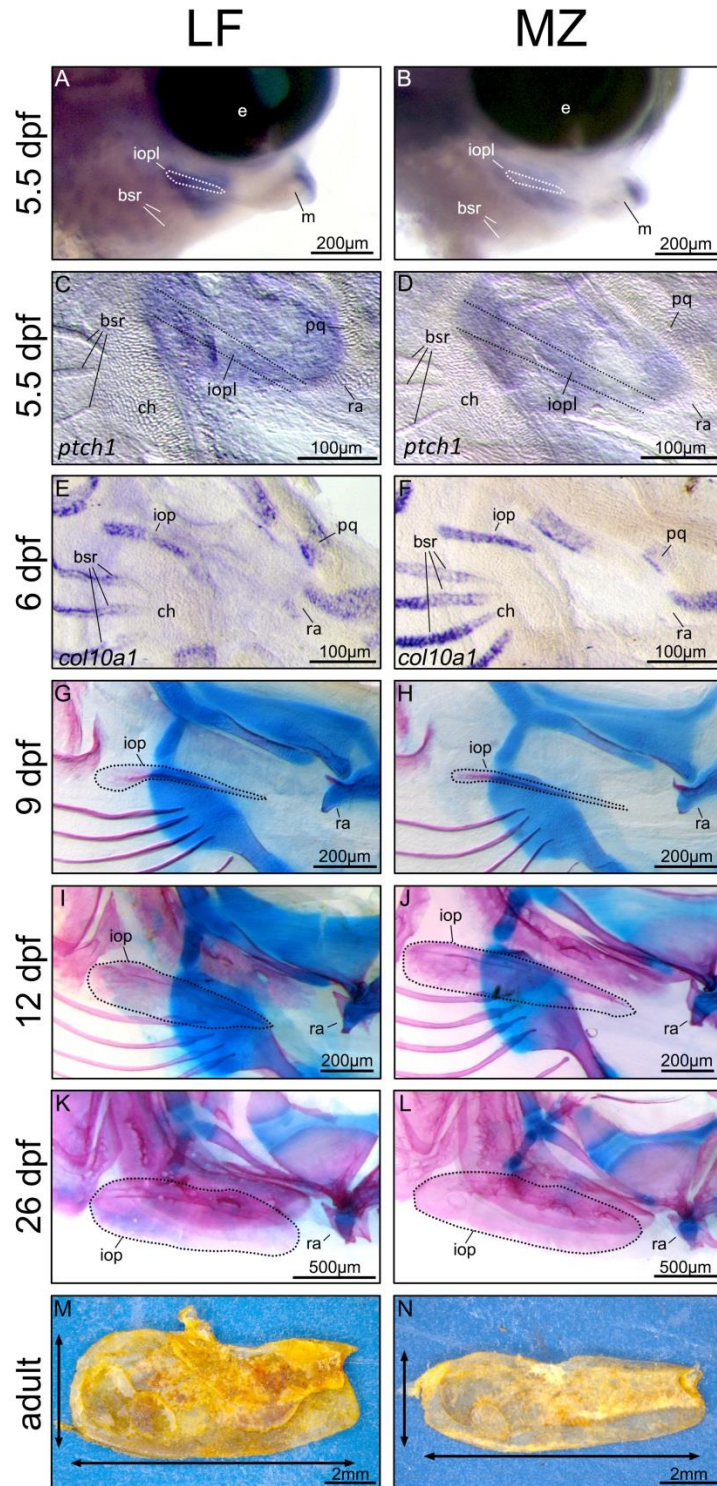 LF MZ
5.5 dpf
A
e
iopl
bsr
m
200µm
B
e
iopl
bsr
m
200µm
5.5 dpf
C
bsr
pq
iopl
ch
ra
ptch1
100µm
D
pq
bsr
iopl
ch
ra
ptch1
100µm
6 dpf
E
iop
pq
bsr
ch
ra
col10a1
100µm
F
iop
pq
bsr
ch
ra
col10a1
100µm
9 dpf
G
iop
ra
200µm
H
iop
ra
200µm
12 dpf
I
iop
ra
200µm
J
iop
ra
200µm
26 dpf
K
iop
ra
500µm
L
iop
ra
500µm
adult
M
2mm
N
2mm